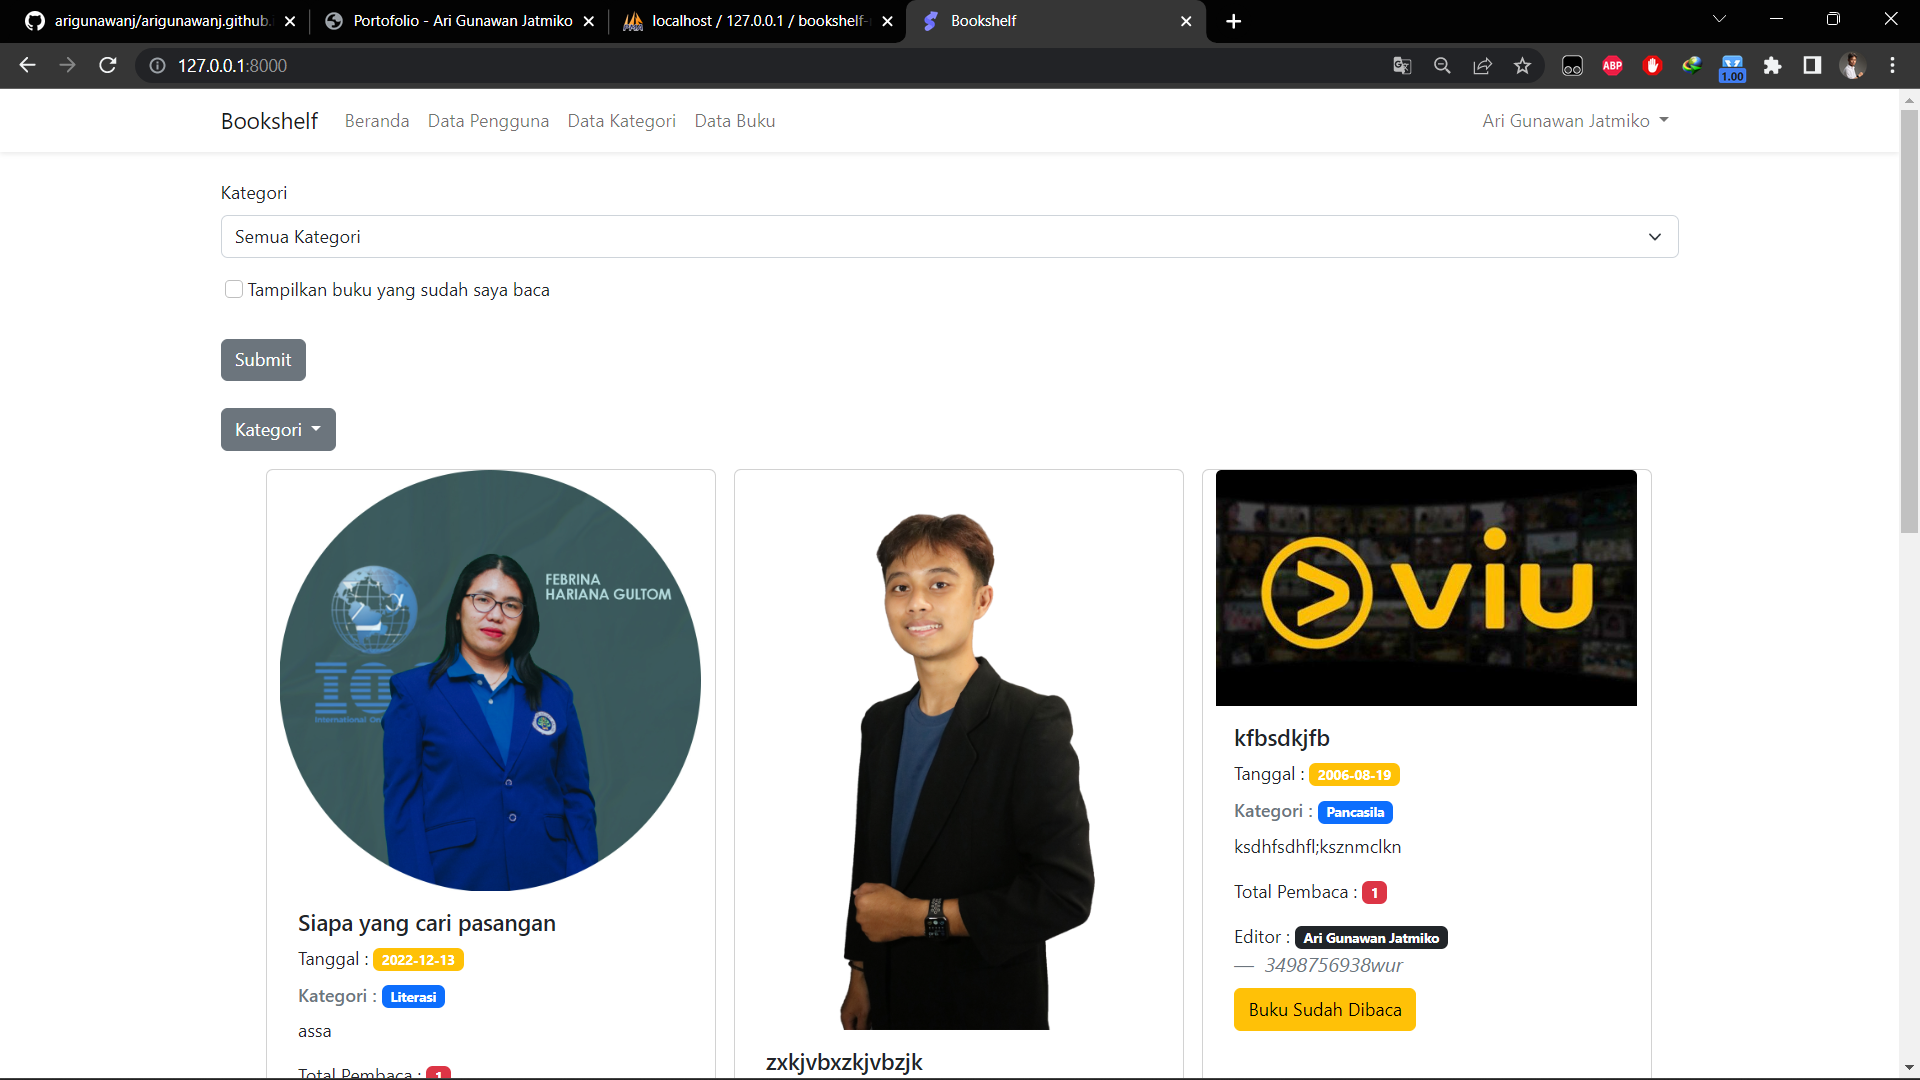 arigunawanj/arigunawanj.github.
Portofolio - Ari Gunawan Jatmiko
localhost / 127.0.0.1 / bookshelf-
Bookshelf
127.0.0.1:8000
ABP
1.00
Bookshelf
Beranda
Data Pengguna
Data Kategori
Data Buku
Ari Gunawan Jatmiko
Kategori
Semua Kategori
Tampilkan buku yang sudah saya baca
Submit
Kategori
FEBRINA
HARIANA GULTOM
International On
Siapa yang cari pasangan
Tanggal : 2022-12-13
Kategori : Literasi
assa
Total Pembaca : 1
zxkjvbxzkjvbzjk
viu
kfbsdkjfb
Tanggal : 2006-08-19
Kategori : Pancasila
ksdhfsdhfl;ksznmclkn
Total Pembaca : 1
Editor : Ari Gunawan Jatmiko
— 3498756938wur
Buku Sudah Dibaca